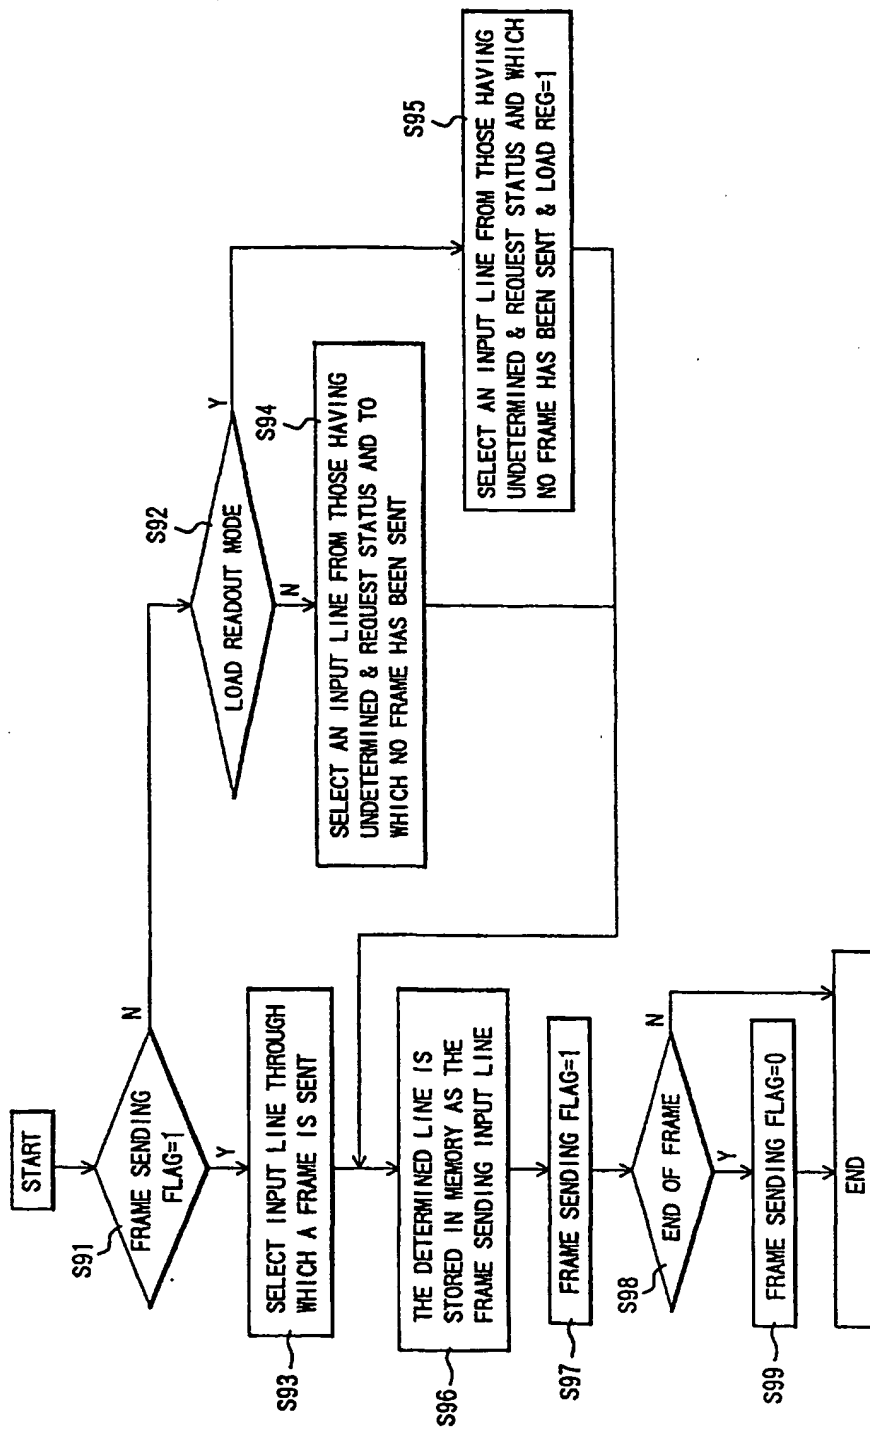 START
S91
FRAME SENDING
FLAG=1
N
Y
S92
LOAD READOUT MODE
Y
N
S93
SELECT INPUT LINE THROUGH
WHICH A FRAME IS SENT
S94
SELECT AN INPUT LINE FROM THOSE HAVING
UNDETERMINED & REQUEST STATUS AND TO
WHICH NO FRAME HAS BEEN SENT
S95
SELECT AN INPUT LINE FROM THOSE HAVING
UNDETERMINED & REQUEST STATUS AND WHICH
NO FRAME HAS BEEN SENT & LOAD REG=1
S96
THE DETERMINED LINE IS
STORED IN MEMORY AS THE
FRAME SENDING INPUT LINE
S97
FRAME SENDING FLAG=1
S98
END OF FRAME
N
Y
S99
FRAME SENDING FLAG=0
END